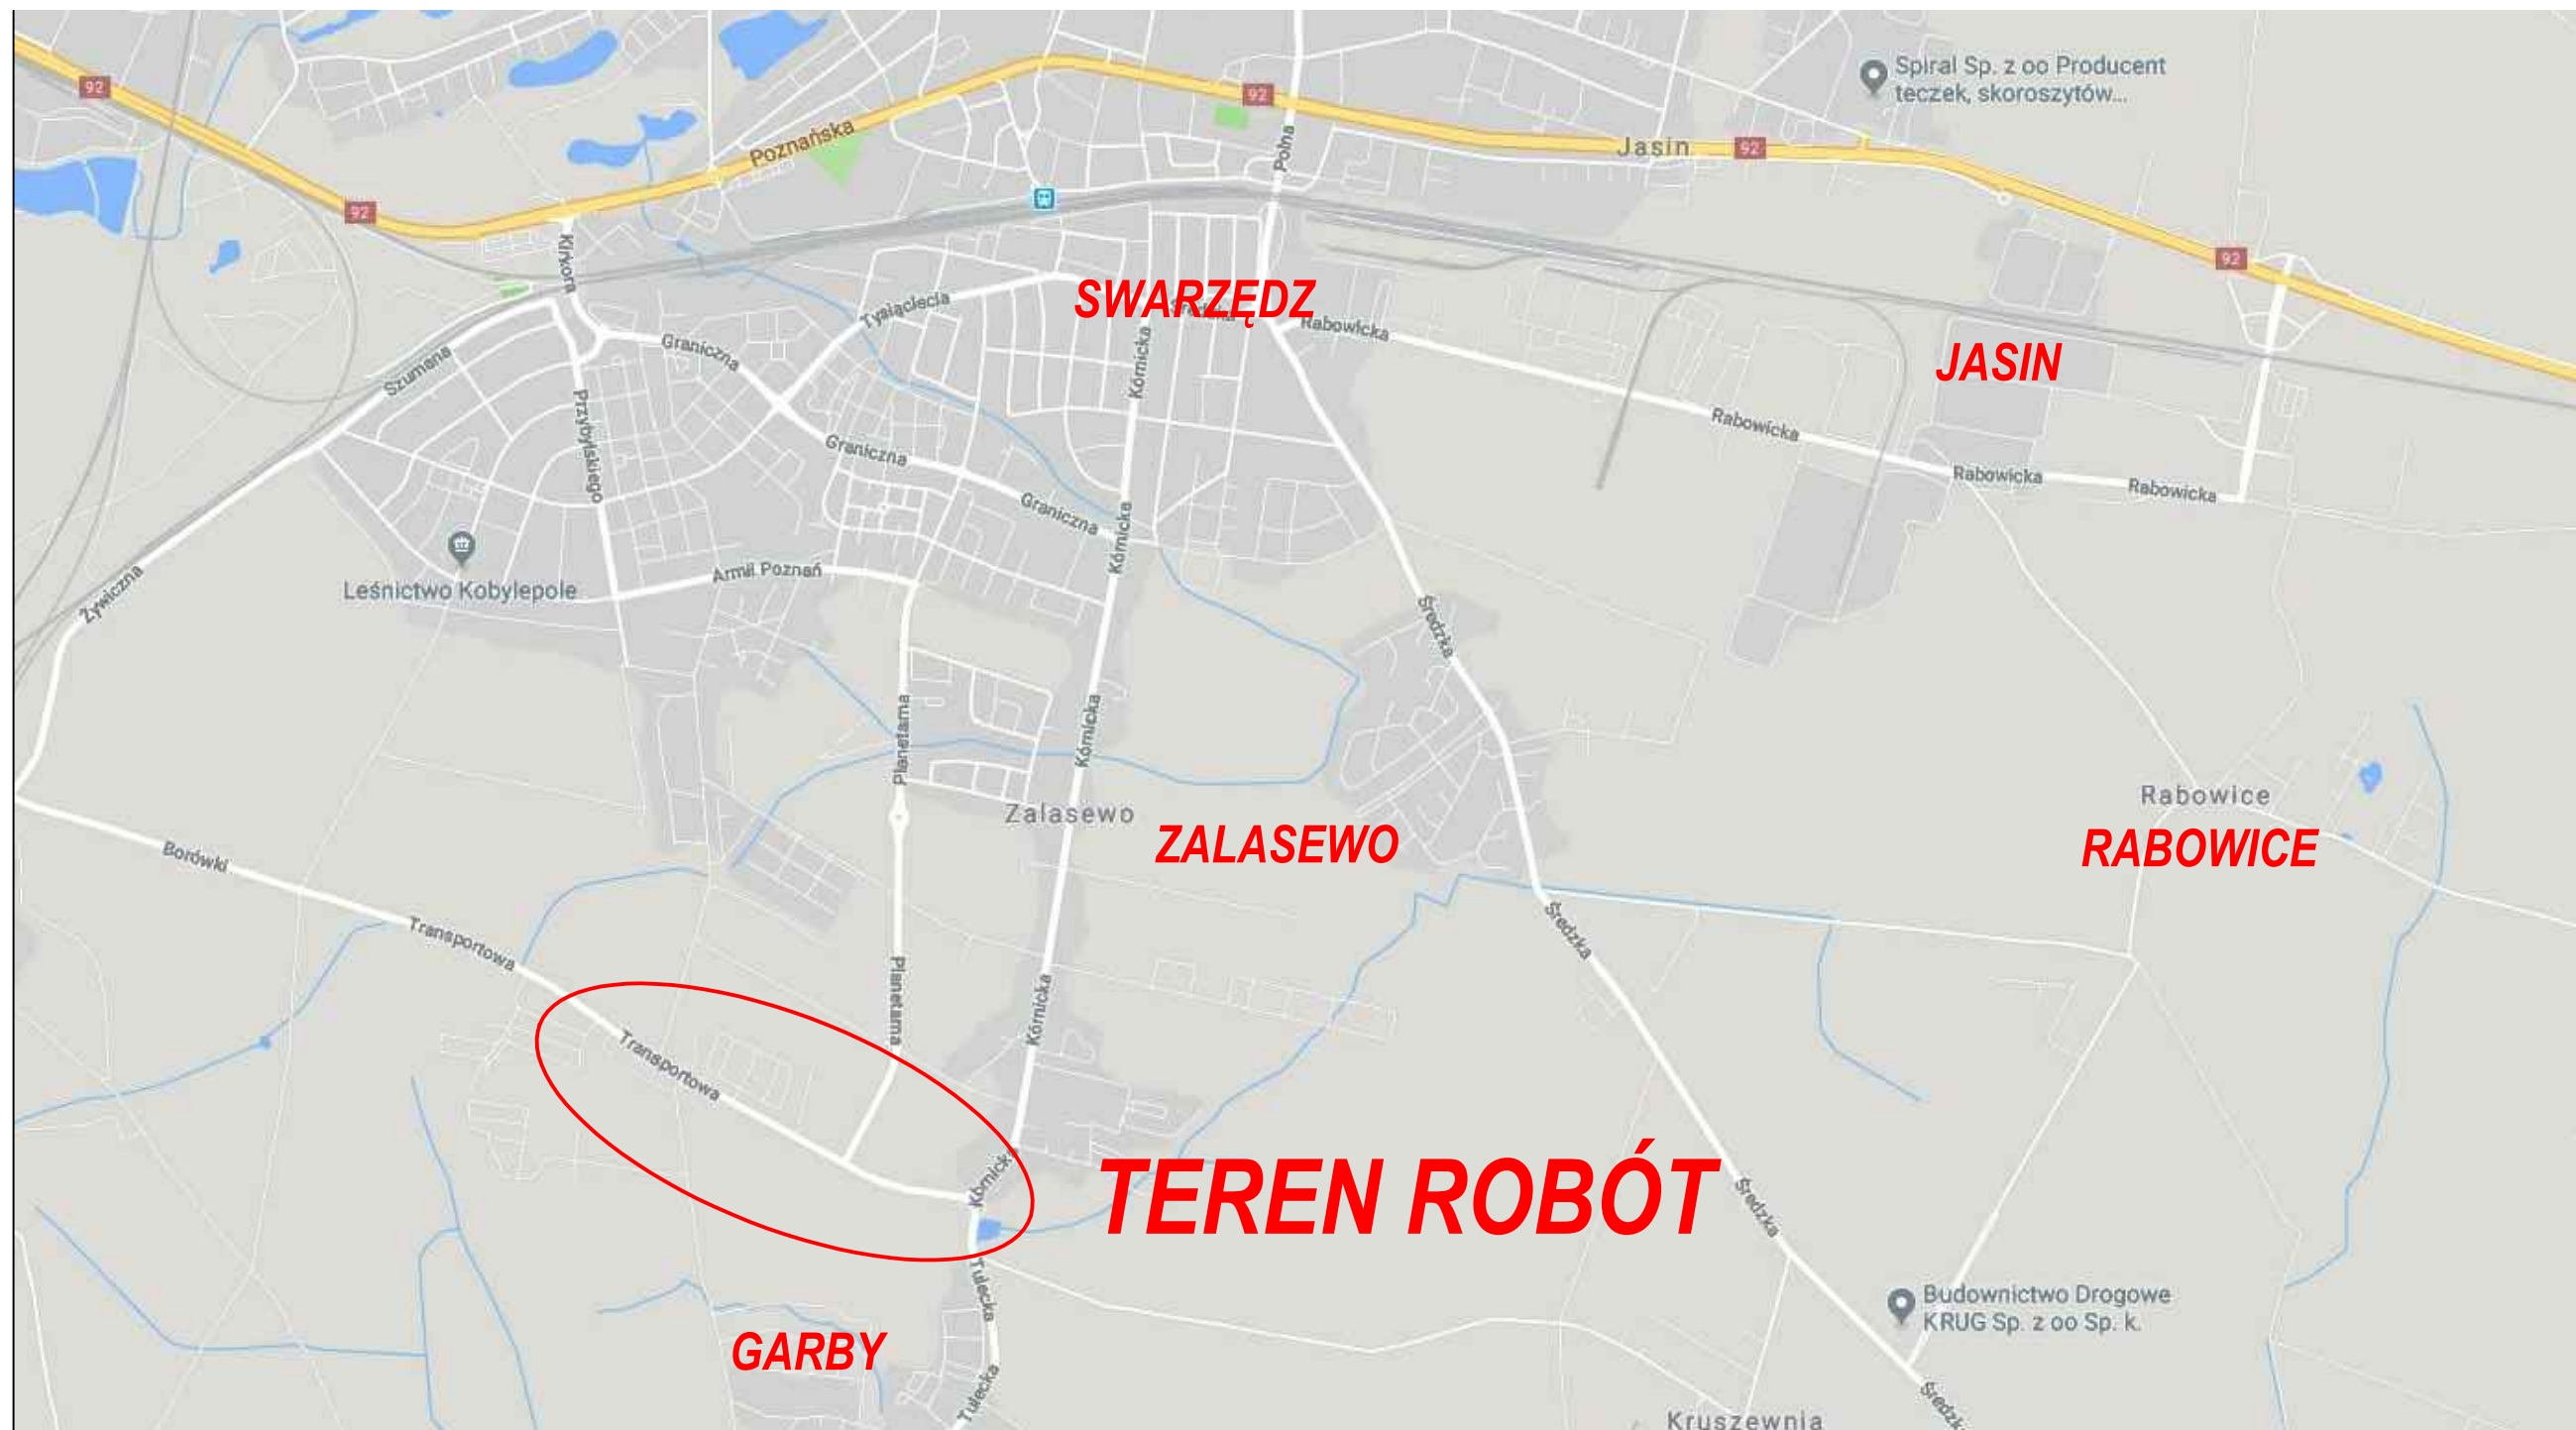 92
92
Poznańska
92
Polna
Jasin
92
Spiral Sp. z oo Producent
teczek, skoroszytów...
92
Kirkora
Tysiąclecia
SWARZĘDZ
Rabowicka
JASIN
Szumana
Graniczna
Kórnicka
Przybylskiego
Rabowicka
Graniczna
Rabowicka
Rabowicka
Graniczna
Kórnicka
Leśnictwo Kobylepole
Armii Poznań
Żywiczna
Średzka
Planetarna
Kórnicka
Zalasewo
ZALASEWO
Rabowice
RABOWICE
Borówki
Transportowa
Średzka
Planetarna
Kórnicka
Transportowa
Kórnicka
TEREN ROBÓT
Średzka
Tulecka
Budownictwo Drogowe
KRUG Sp. z oo Sp. k.
GARBY
Tulecka
Średzka
Kruszewnia